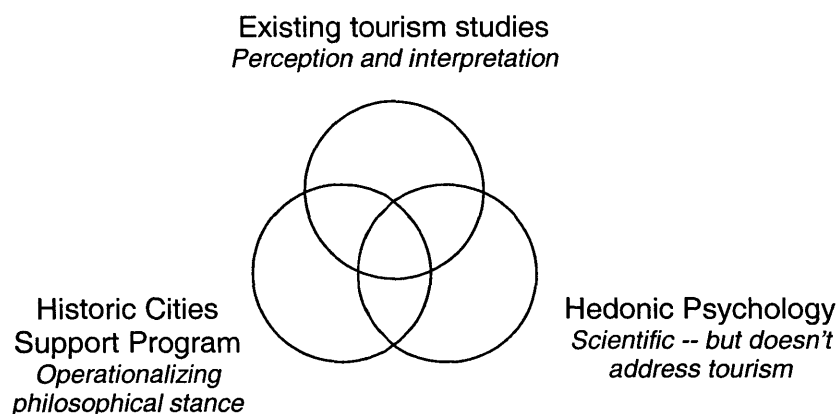 Existing tourism studies
Perception and interpretation
Historic Cities
Support Program
Operationalizing
philosophical stance
Hedonic Psychology
Scientific -- but doesn't
address tourism